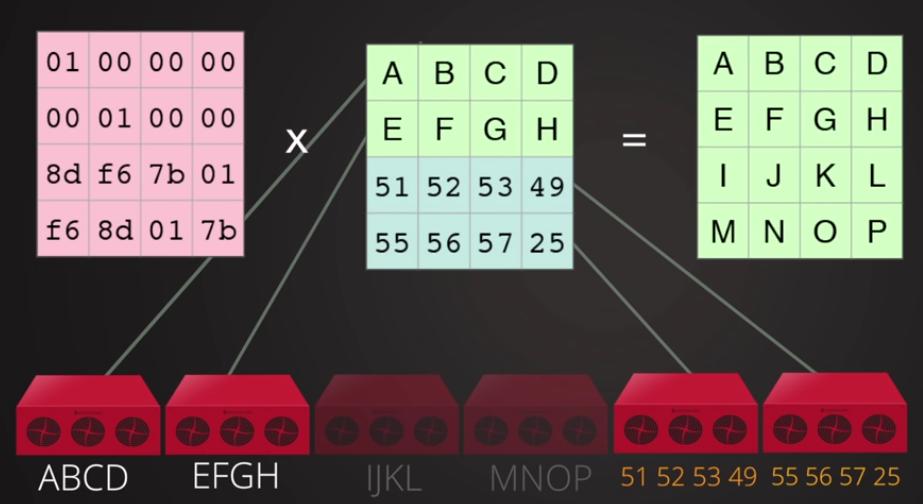 01 00 00 00
00 01 00 00
8d f6 7b 01
f6 8d 01 7b
x
A B C D
E F G H
51 52 53 49
55 56 57 25
=
A B C D
E F G H
I J K L
M N O P
ABCD
EFGH
IJKL
MNOP
51 52 53 49
55 56 57 25